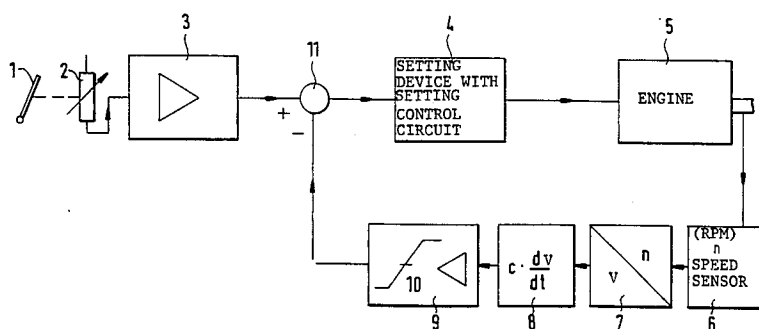 3
4
1
2
11
5
SETTING
DEVICE WITH
SETTING
CONTROL
CIRCUIT
ENGINE
+
−
(RPM)
n
SPEED
SENSOR
n
V
c · dv/dt
10
9
8
7
6